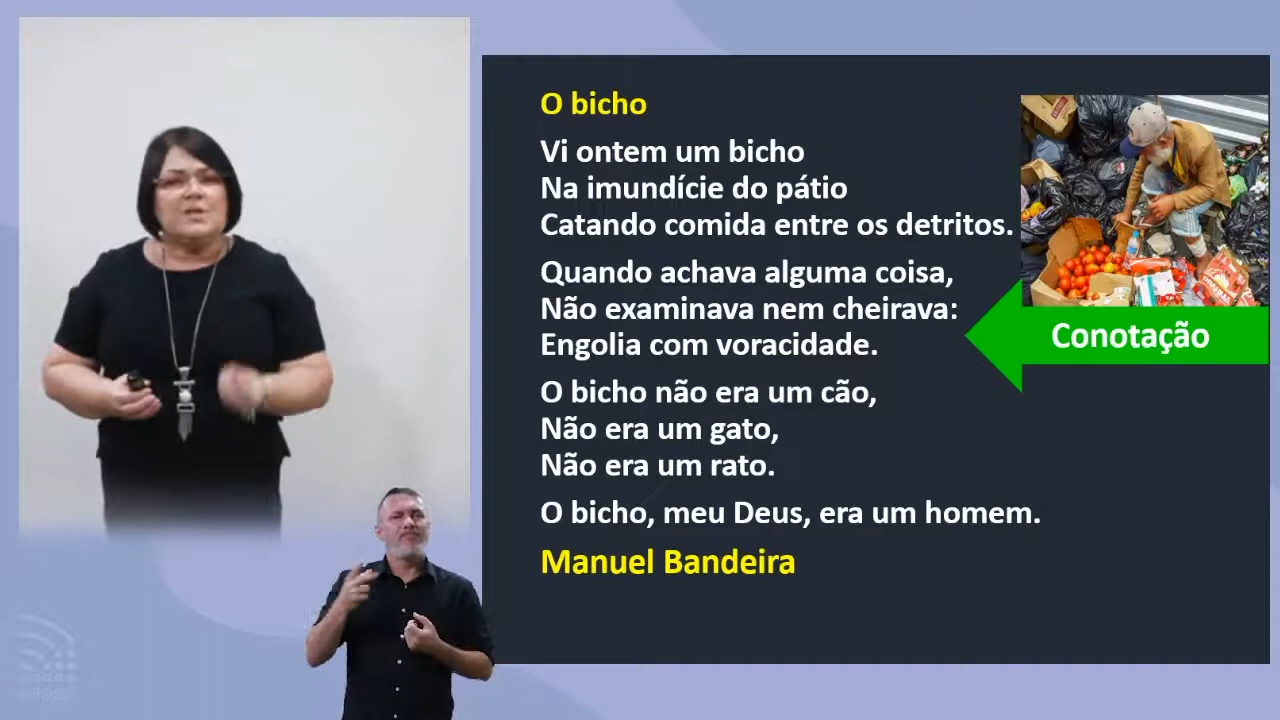 O bicho
Vi ontem um bicho
Na imundície do pátio
Catando comida entre os detritos.
Quando achava alguma coisa,
Não examinava nem cheirava:
Engolia com voracidade.
Conotação
O bicho não era um cão,
Não era um gato,
Não era um rato.
O bicho, meu Deus, era um homem.
Manuel Bandeira